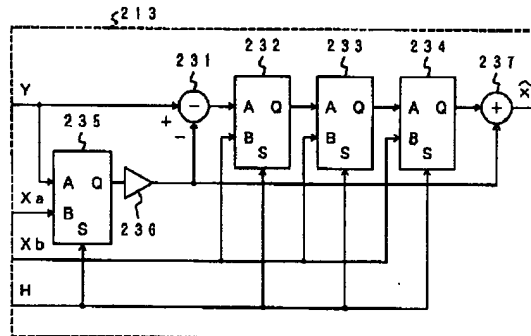 213
231 232 233 234 237
Y A Q A Q A Q x̂
+ − − B B B +
235 S S S
A Q
Xa B
S 236
Xb
H